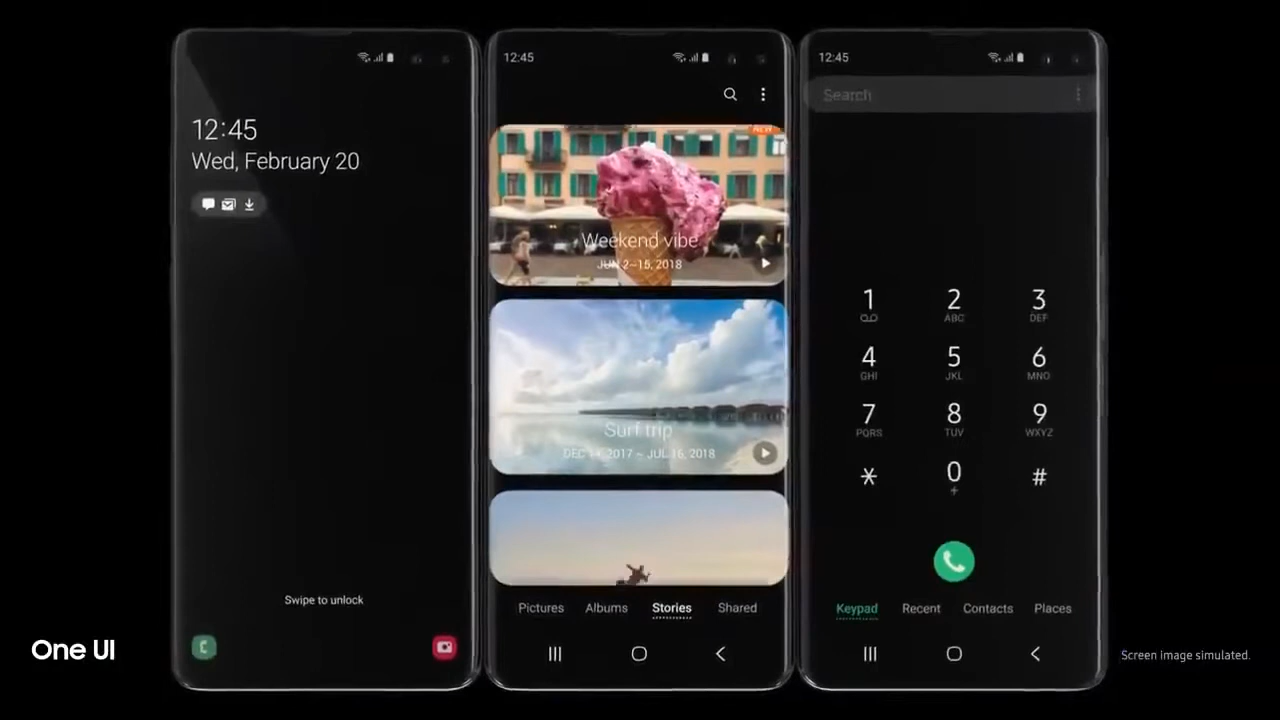 12:45
Wed, February 20
Swipe to unlock
12:45
NEW
Weekend vibe
JUN 2–15, 2018
Surf trip
DEC 14, 2017 ~ JUL 16, 2018
Pictures Albums Stories Shared
12:45
Search
1 2 3
ABC DEF
4 5 6
GHI JKL MNO
7 8 9
PQRS TUV WXYZ
* 0 #
+
Keypad Recent Contacts Places
One UI
Screen image simulated.